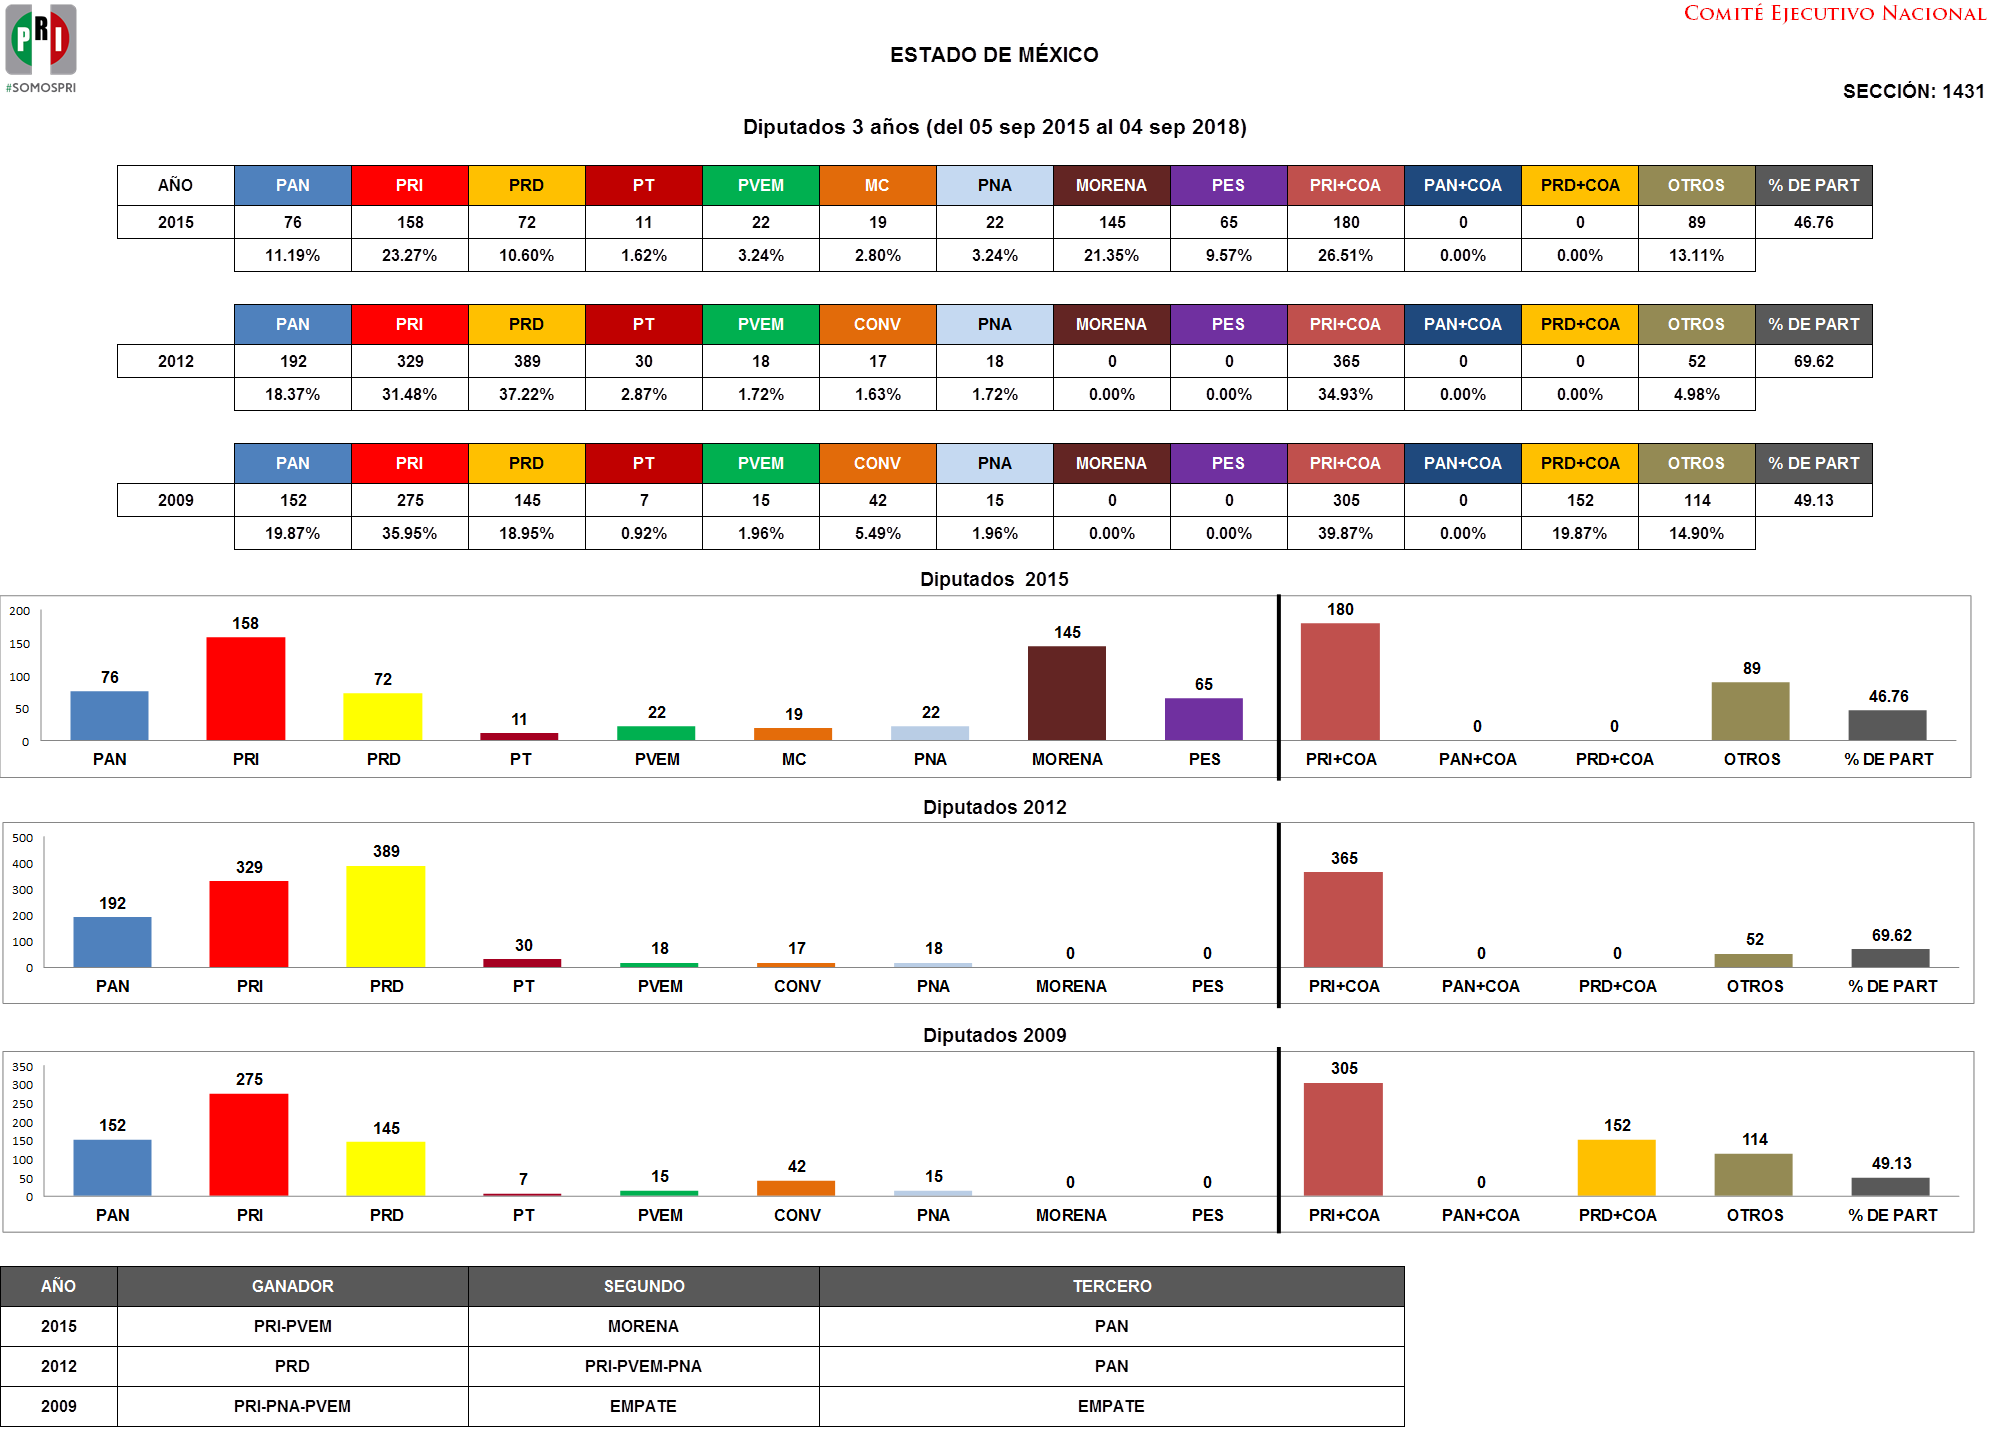 PRI
#SOMOSPRI
COMITÉ EJECUTIVO NACIONAL
ESTADO DE MÉXICO
SECCIÓN: 1431
Diputados 3 años (del 05 sep 2015 al 04 sep 2018)
AÑO PAN PRI PRD PT PVEM MC PNA MORENA PES PRI+COA PAN+COA PRD+COA OTROS % DE PART
2015 76 158 72 11 22 19 22 145 65 180 0 0 89 46.76
11.19% 23.27% 10.60% 1.62% 3.24% 2.80% 3.24% 21.35% 9.57% 26.51% 0.00% 0.00% 13.11%
PAN PRI PRD PT PVEM CONV PNA MORENA PES PRI+COA PAN+COA PRD+COA OTROS % DE PART
2012 192 329 389 30 18 17 18 0 0 365 0 0 52 69.62
18.37% 31.48% 37.22% 2.87% 1.72% 1.63% 1.72% 0.00% 0.00% 34.93% 0.00% 0.00% 4.98%
PAN PRI PRD PT PVEM CONV PNA MORENA PES PRI+COA PAN+COA PRD+COA OTROS % DE PART
2009 152 275 145 7 15 42 15 0 0 305 0 152 114 49.13
19.87% 35.95% 18.95% 0.92% 1.96% 5.49% 1.96% 0.00% 0.00% 39.87% 0.00% 19.87% 14.90%
Diputados 2015
200
150
100
50
0
76 158 72 11 22 19 22 145 65 180 0 0 89 46.76
PAN PRI PRD PT PVEM MC PNA MORENA PES PRI+COA PAN+COA PRD+COA OTROS % DE PART
Diputados 2012
500
400
300
200
100
0
192 329 389 30 18 17 18 0 0 365 0 0 52 69.62
PAN PRI PRD PT PVEM CONV PNA MORENA PES PRI+COA PAN+COA PRD+COA OTROS % DE PART
Diputados 2009
350
300
250
200
150
100
50
0
152 275 145 7 15 42 15 0 0 305 0 152 114 49.13
PAN PRI PRD PT PVEM CONV PNA MORENA PES PRI+COA PAN+COA PRD+COA OTROS % DE PART
AÑO GANADOR SEGUNDO TERCERO
2015 PRI-PVEM MORENA PAN
2012 PRD PRI-PVEM-PNA PAN
2009 PRI-PNA-PVEM EMPATE EMPATE